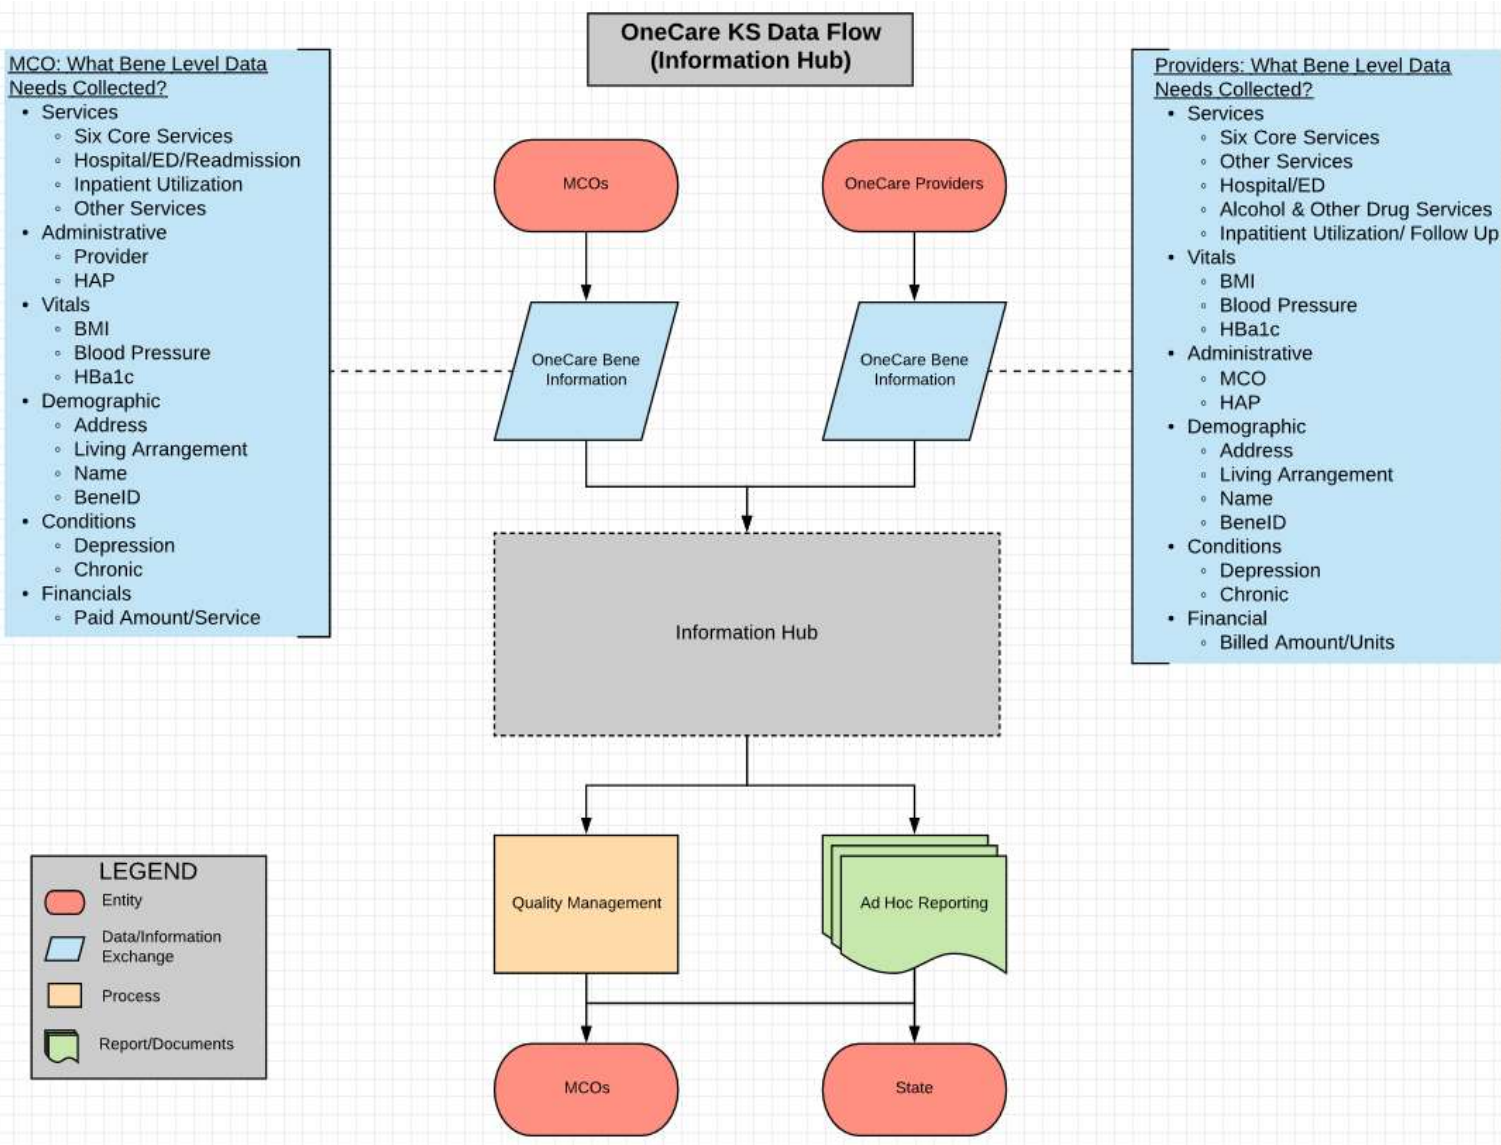 OneCare KS Data Flow
(Information Hub)
MCO: What Bene Level Data
Needs Collected?
• Services
◦ Six Core Services
◦ Hospital/ED/Readmission
◦ Inpatient Utilization
◦ Other Services
• Administrative
◦ Provider
◦ HAP
• Vitals
◦ BMI
◦ Blood Pressure
◦ HBa1c
• Demographic
◦ Address
◦ Living Arrangement
◦ Name
◦ BeneID
• Conditions
◦ Depression
◦ Chronic
• Financials
◦ Paid Amount/Service
Providers: What Bene Level Data
Needs Collected?
• Services
◦ Six Core Services
◦ Other Services
◦ Hospital/ED
◦ Alcohol & Other Drug Services
◦ Inpatitient Utilization/ Follow Up
• Vitals
◦ BMI
◦ Blood Pressure
◦ HBa1c
• Administrative
◦ MCO
◦ HAP
• Demographic
◦ Address
◦ Living Arrangement
◦ Name
◦ BeneID
• Conditions
◦ Depression
◦ Chronic
• Financial
◦ Billed Amount/Units
MCOs
OneCare Providers
OneCare Bene
Information
OneCare Bene
Information
Information Hub
Quality Management
Ad Hoc Reporting
MCOs
State
LEGEND
Entity
Data/Information
Exchange
Process
Report/Documents